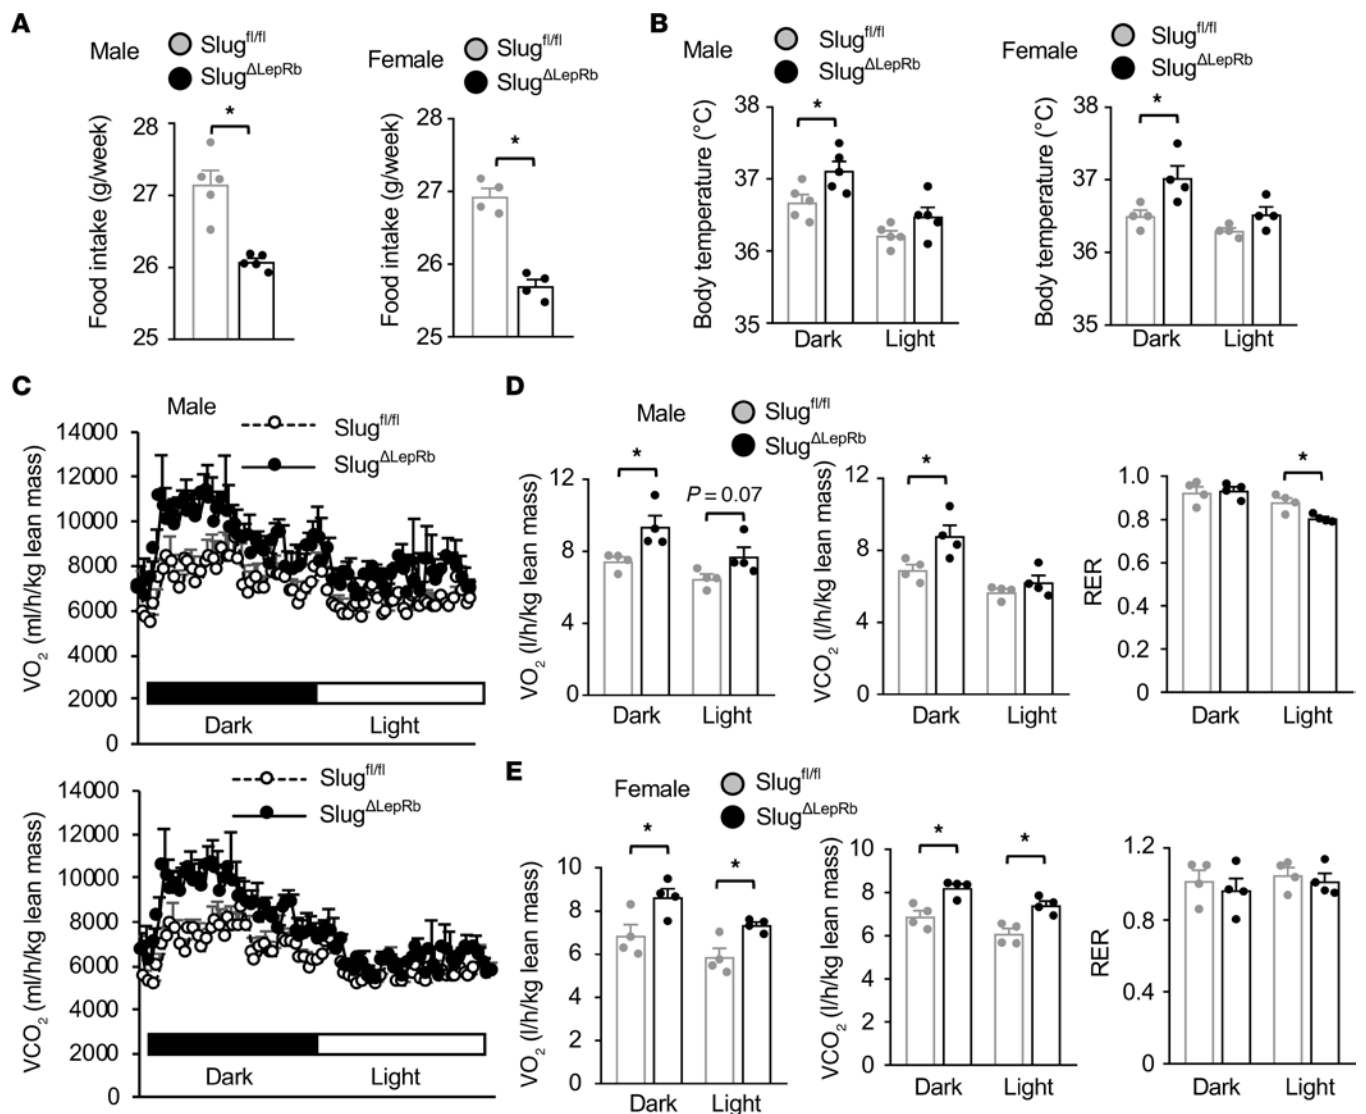 A
Male
Slug^fl/fl
Slug^ΔLepRb
Food intake (g/week)
28
27
26
25
*
Female
Slug^fl/fl
Slug^ΔLepRb
Food intake (g/week)
28
27
26
25
*
B
Male
Slug^fl/fl
Slug^ΔLepRb
Body temperature (°C)
38
37
36
35
*
Dark
Light
Female
Slug^fl/fl
Slug^ΔLepRb
Body temperature (°C)
38
37
36
35
*
Dark
Light
C
Male
Slug^fl/fl
Slug^ΔLepRb
VO₂ (ml/h/kg lean mass)
14000
12000
10000
8000
6000
4000
2000
0
Dark
Light
Slug^fl/fl
Slug^ΔLepRb
VCO₂ (ml/h/kg lean mass)
14000
12000
10000
8000
6000
4000
2000
0
Dark
Light
D
Male
Slug^fl/fl
Slug^ΔLepRb
VO₂ (l/h/kg lean mass)
12
8
4
0
*
P = 0.07
Dark
Light
VCO₂ (l/h/kg lean mass)
12
8
4
0
*
Dark
Light
RER
1.0
0.8
0.6
0.4
0.2
0
*
Dark
Light
E
Female
Slug^fl/fl
Slug^ΔLepRb
VO₂ (l/h/kg lean mass)
10
8
6
4
2
0
*
*
Dark
Light
VCO₂ (l/h/kg lean mass)
10
8
6
4
2
0
*
*
Dark
Light
RER
1.2
0.8
0.4
0
Dark
Light